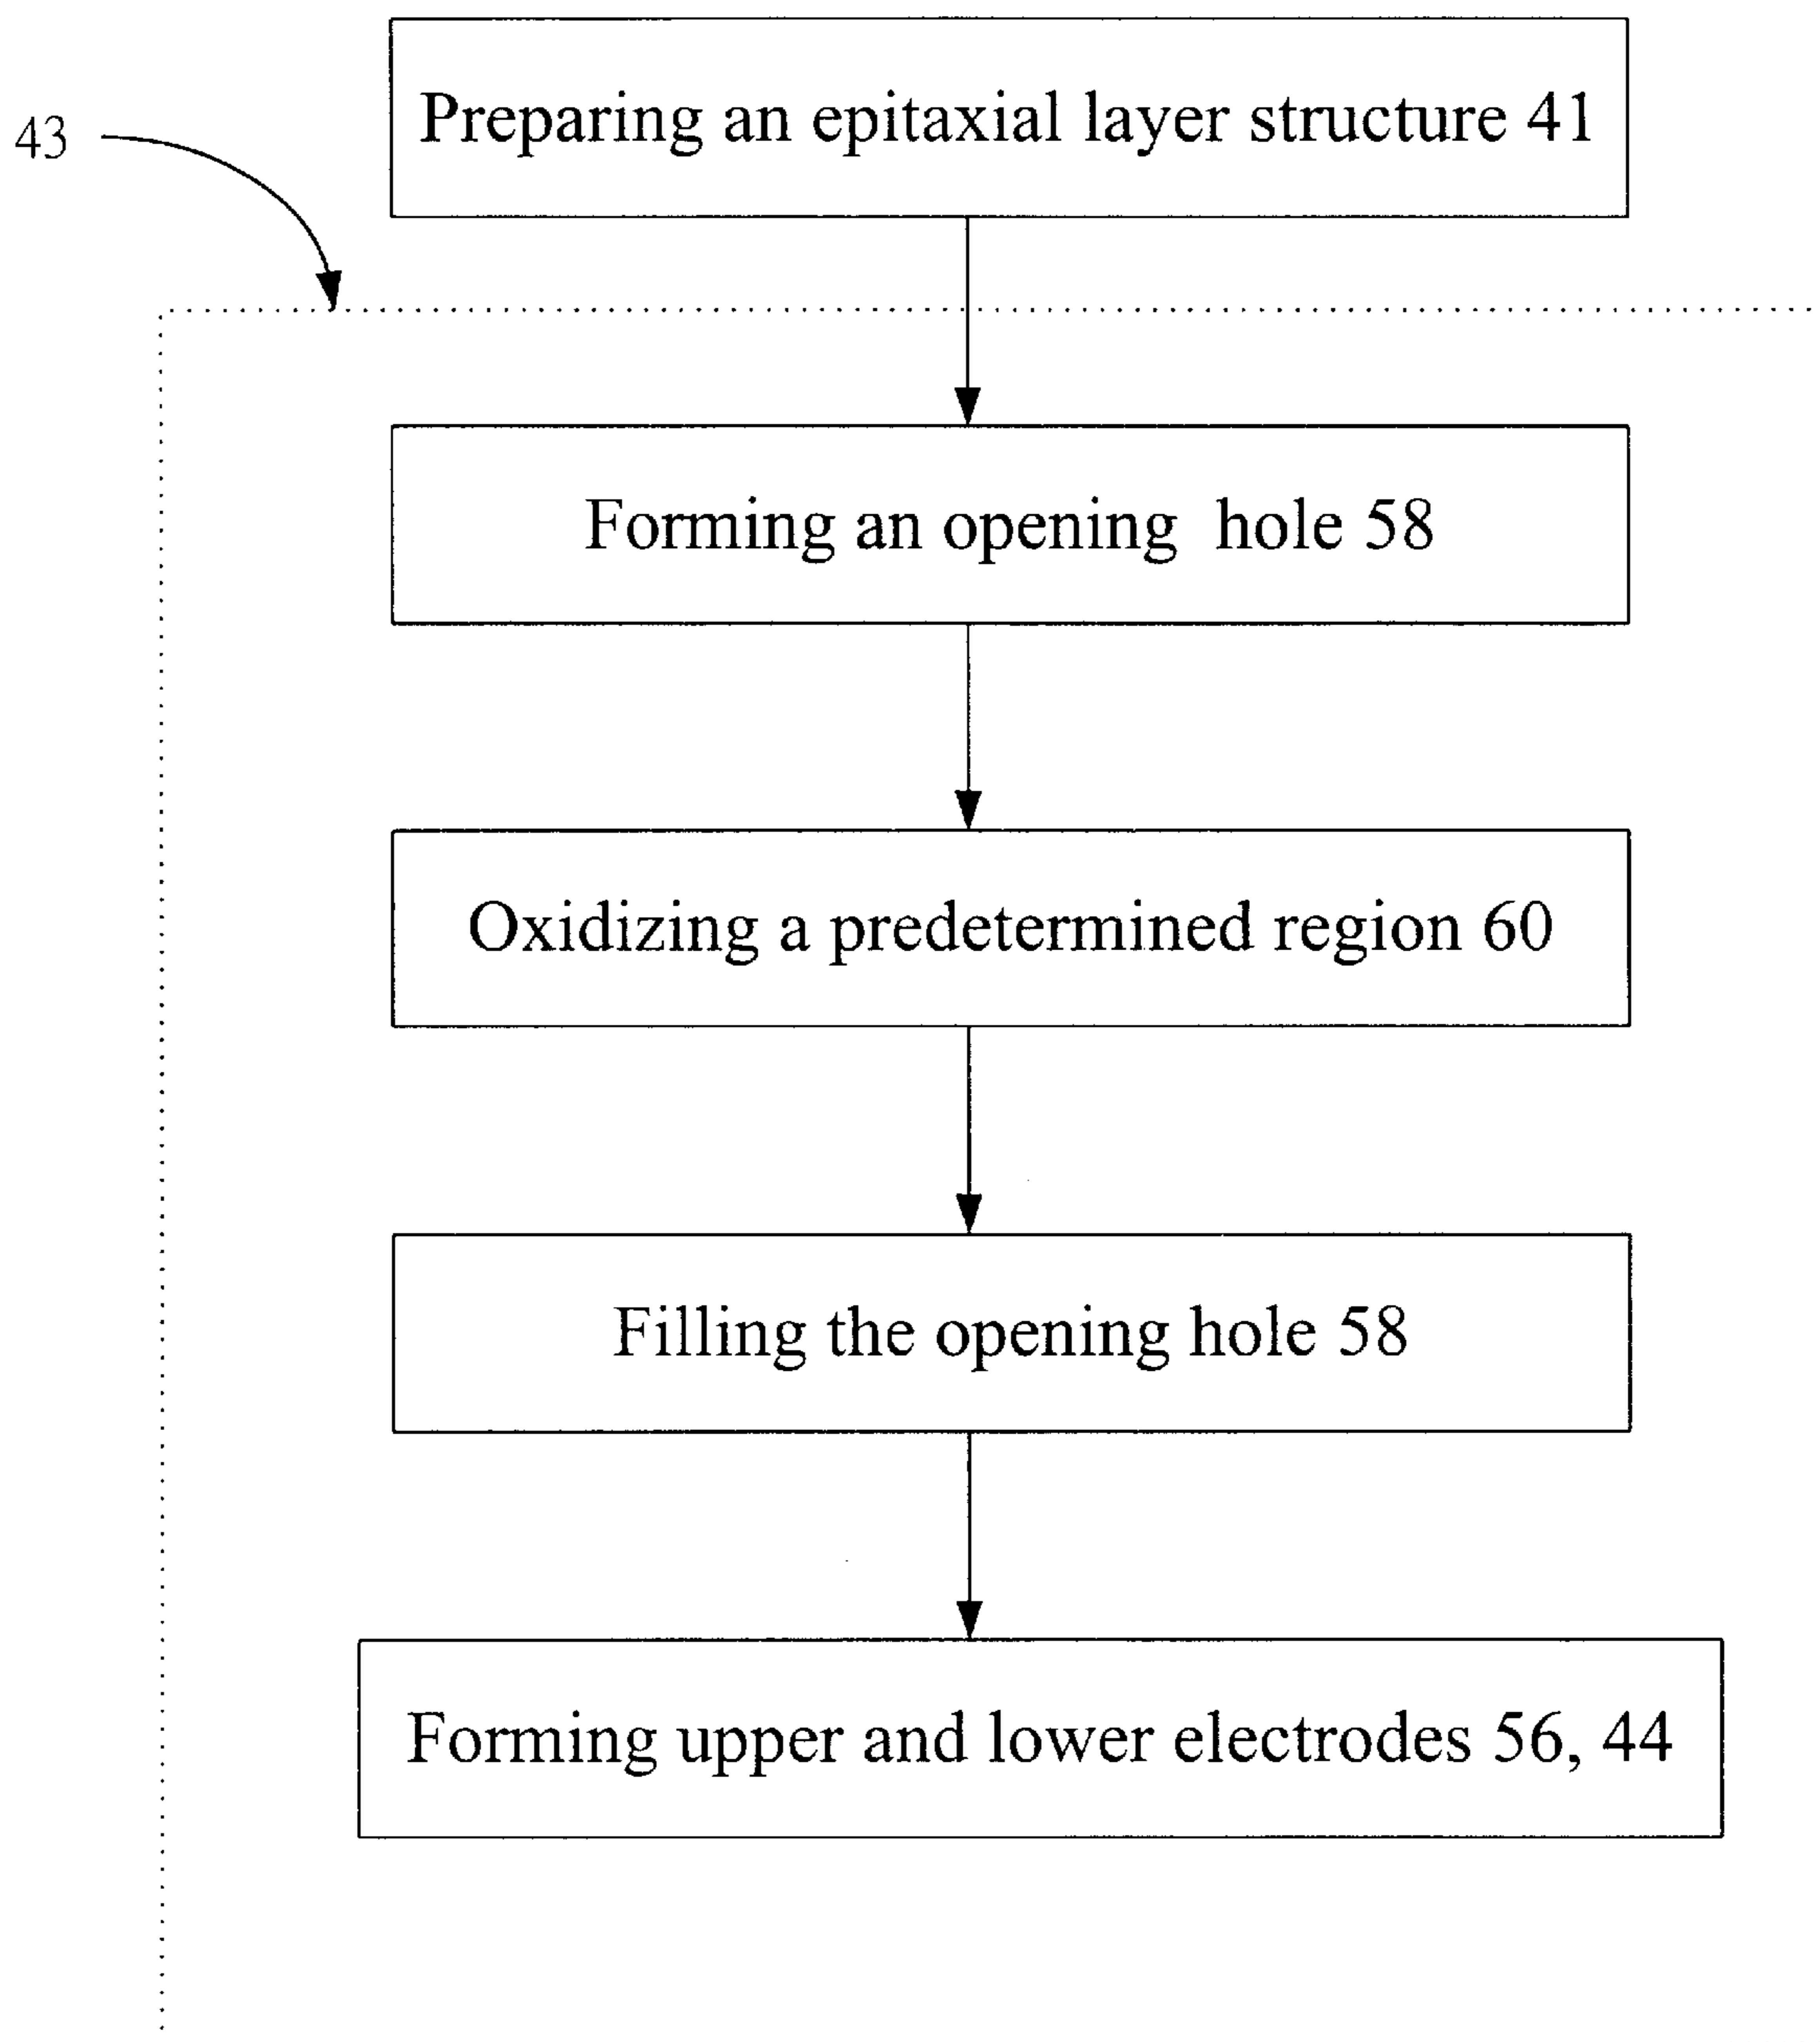 Preparing an epitaxial layer structure 41
43
Forming an opening hole 58
Oxidizing a predetermined region 60
Filling the opening hole 58
Forming upper and lower electrodes 56, 44